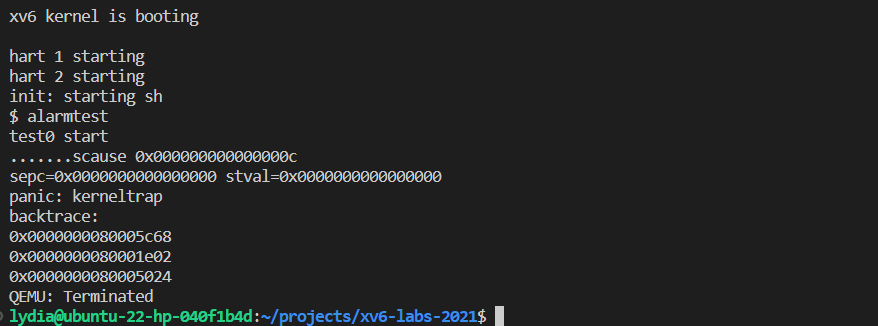 xv6 kernel is booting
hart 1 starting
hart 2 starting
init: starting sh
$ alarmtest
test0 start
.......scause 0x000000000000000c
sepc=0x0000000000000000 stval=0x0000000000000000
panic: kerneltrap
backtrace:
0x0000000080005c68
0x0000000080001e02
0x0000000080005024
QEMU: Terminated
lydia@ubuntu-22-hp-040f1b4d:~/projects/xv6-labs-2021$